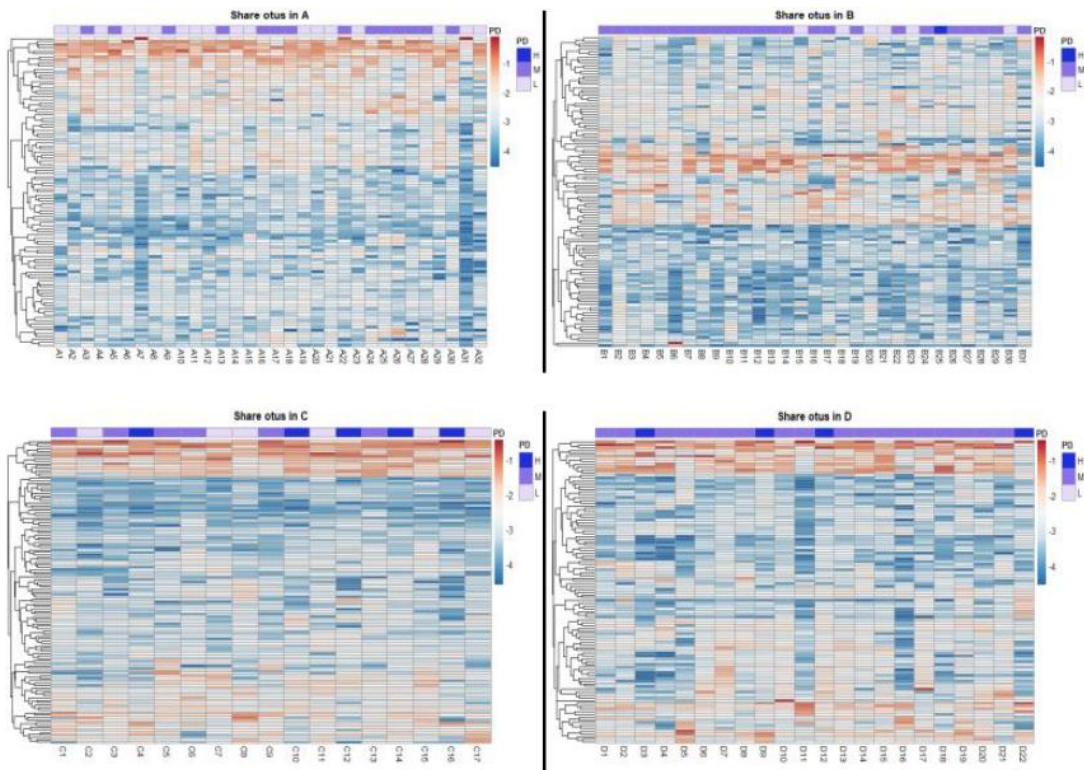 Share otus in A
PD
PD
H
M
L
-1
-2
-3
-4
A1 A2 A3 A4 A5 A6 A7 A8 A9 A10 A11 A12 A13 A14 A15 A16 A17 A18 A19 A20 A21 A22 A23 A24 A25 A26 A27 A28 A29 A30 A31 A32
Share otus in B
PD
PD
H
M
L
-1
-2
-3
-4
B1 B2 B3 B4 B5 B6 B7 B8 B9 B10 B11 B12 B13 B14 B15 B16 B17 B18 B19 B20 B21 B22 B23 B24 B25 B26 B27 B28 B29 B30 B31
Share otus in C
PD
PD
H
M
L
-1
-2
-3
-4
C1 C2 C3 C4 C5 C6 C7 C8 C9 C10 C11 C12 C13 C14 C15 C16 C17
Share otus in D
PD
PD
H
M
L
-1
-2
-3
-4
D1 D2 D3 D4 D5 D6 D7 D8 D9 D10 D11 D12 D13 D14 D15 D16 D17 D18 D19 D20 D21 D22